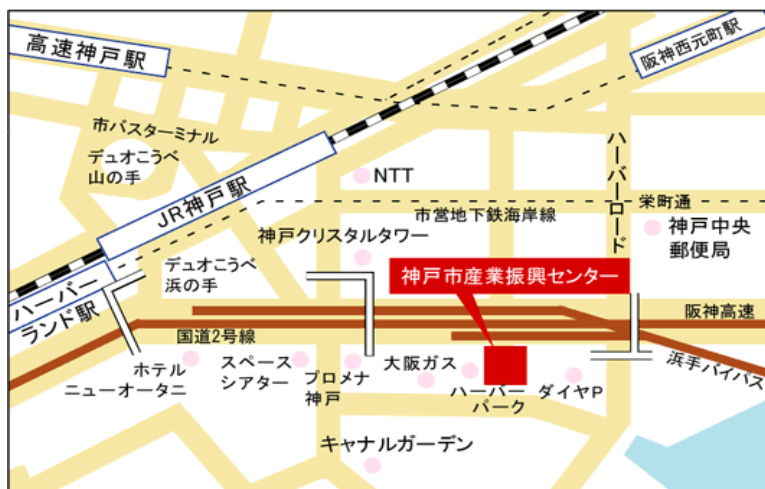 高速神戸駅
阪神西元町駅
市バスターミナル
デュオこうべ
山の手
JR神戸駅
NTT
ハーバーロード
市営地下鉄海岸線
栄町通
神戸中央
郵便局
神戸クリスタルタワー
デュオこうべ
浜の手
神戸市産業振興センター
ハーバー
ランド駅
阪神高速
国道2号線
浜手バイパス
ホテル
ニューオータニ
スペース
シアター
プロメナ
神戸
大阪ガス
ハーバー
パーク
ダイヤP
キャナルガーデン